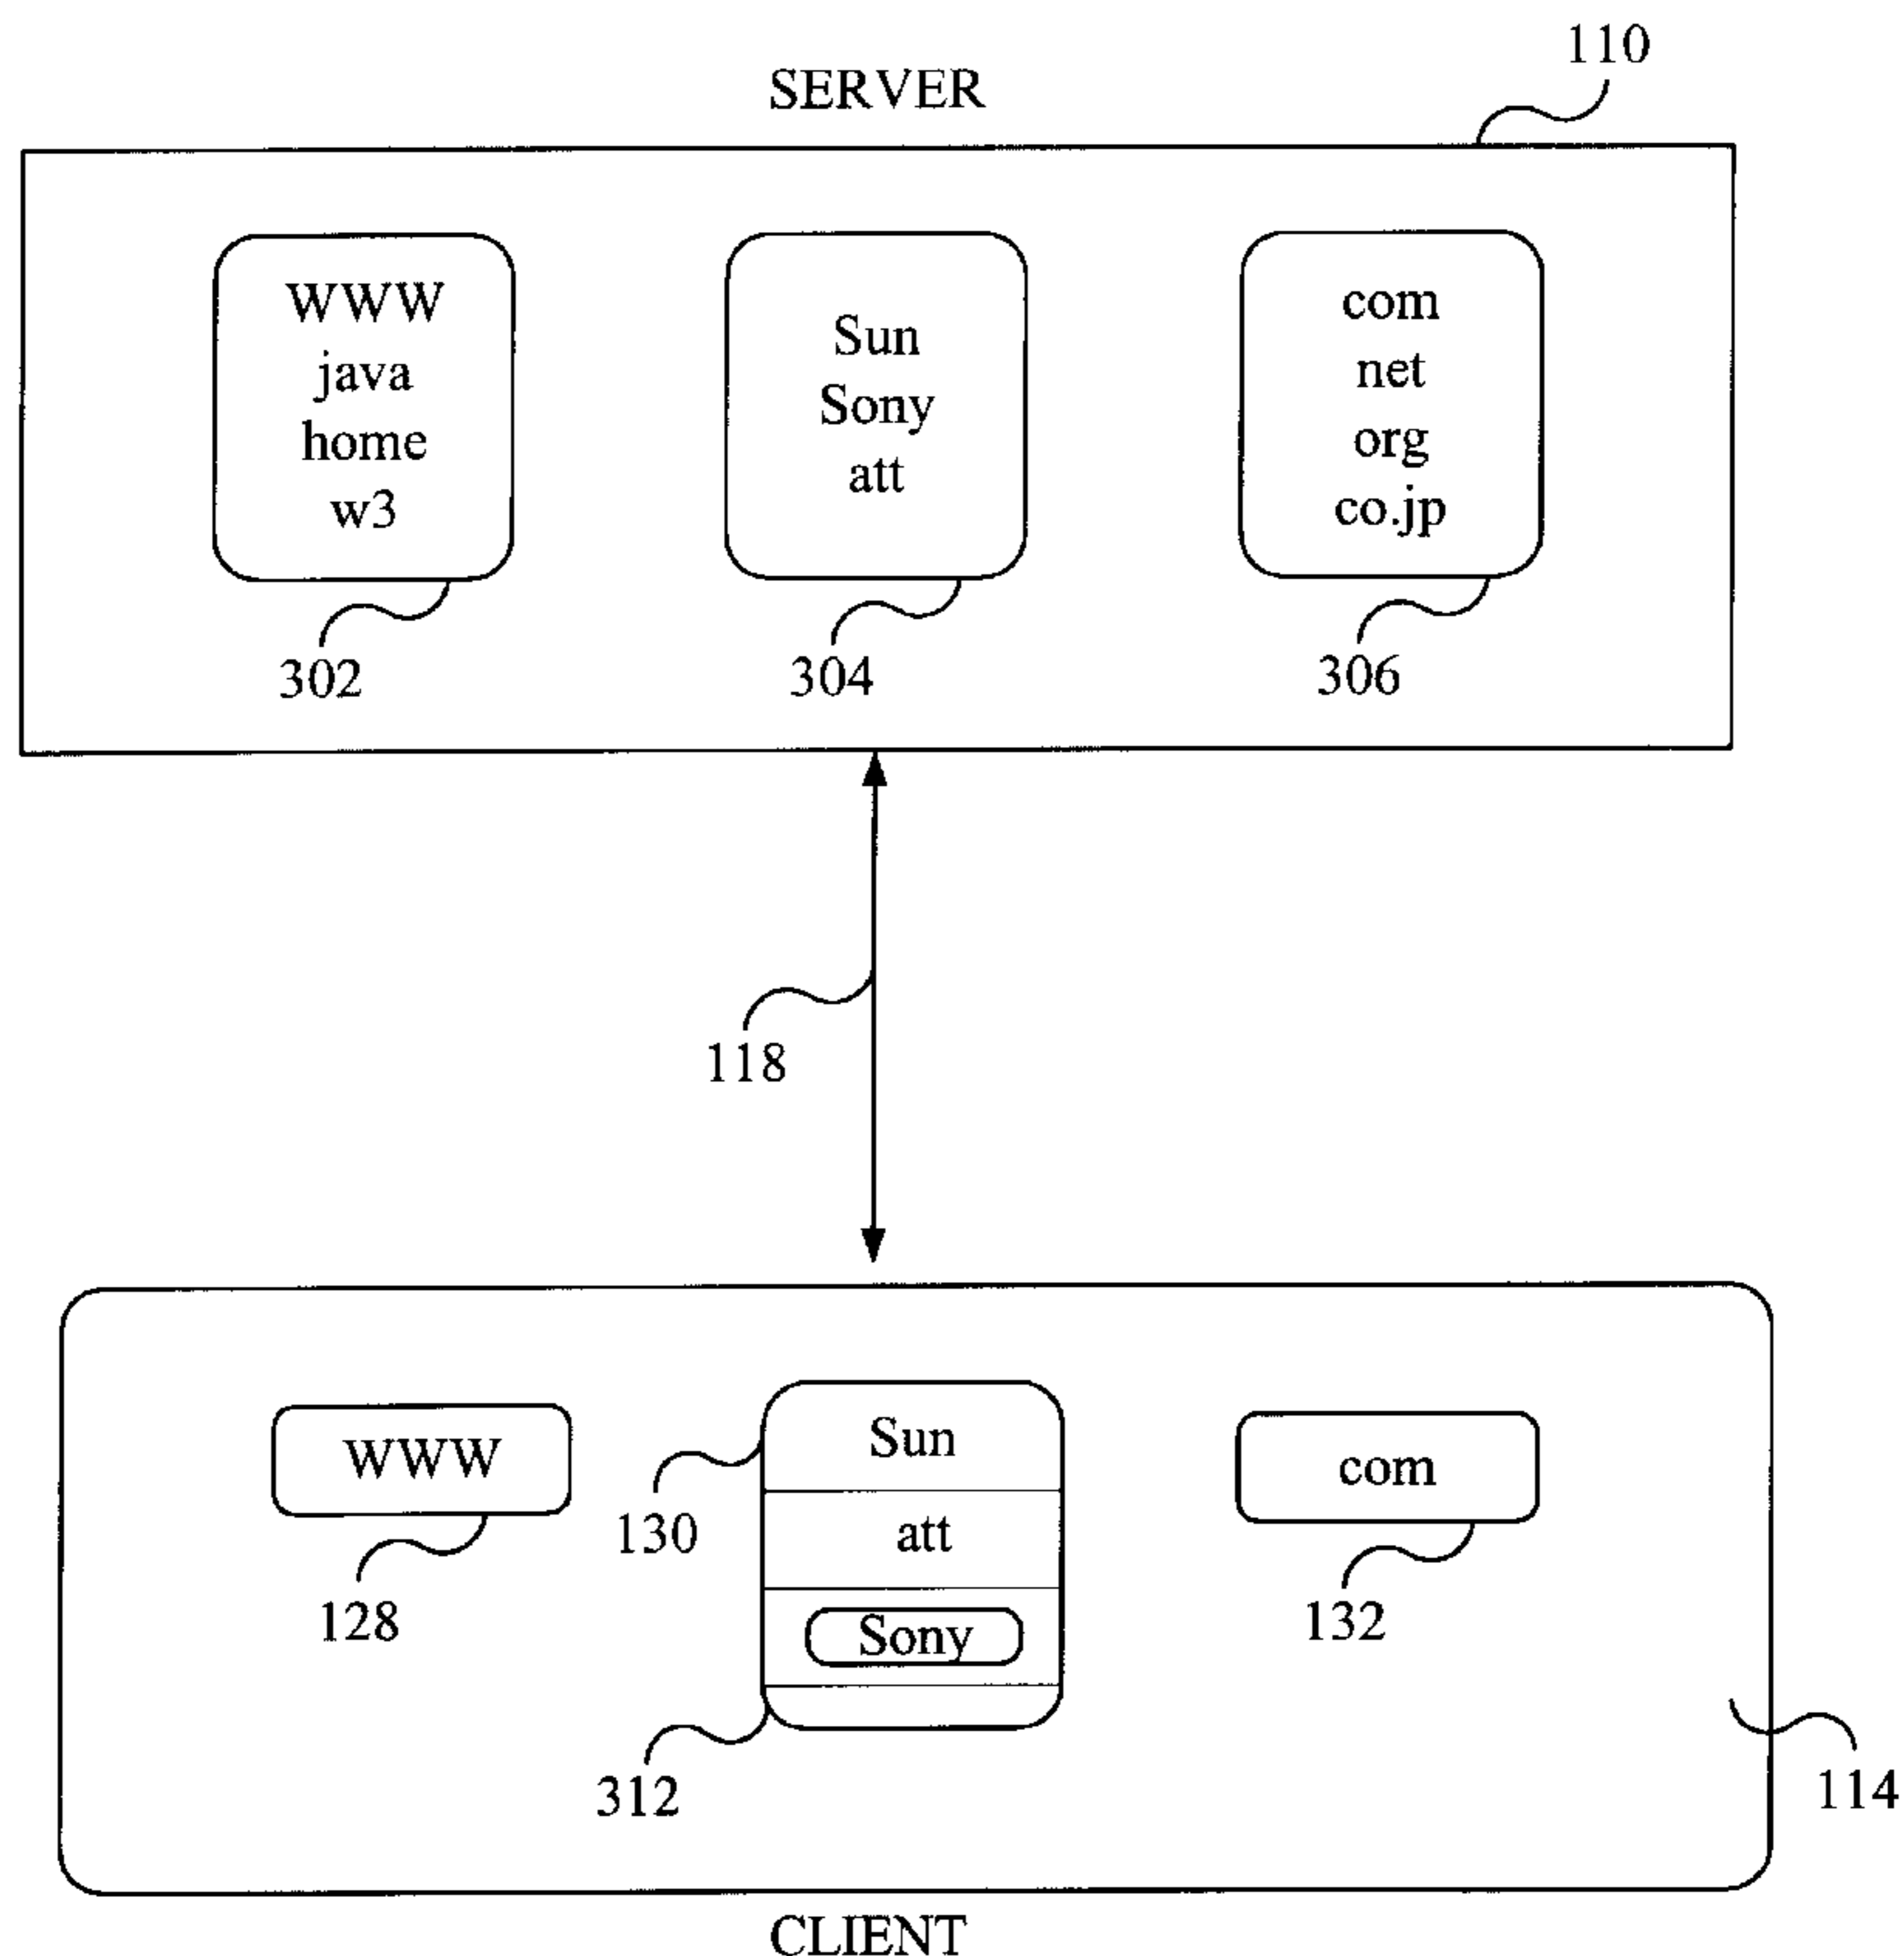 110
SERVER
WWW
java
home
w3
Sun
Sony
att
com
net
org
co.jp
302
304
306
118
WWW
Sun
com
130
att
128
Sony
132
312
114
CLIENT